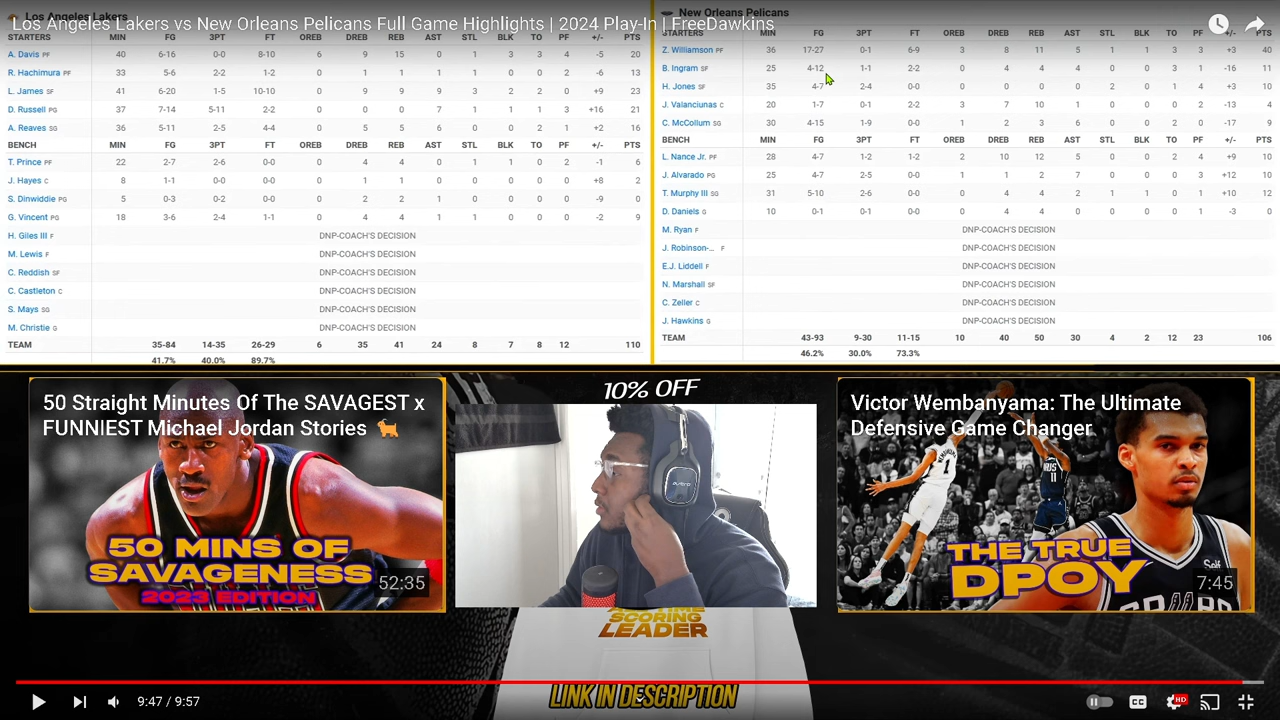 Los Angeles Lakers vs New Orleans Pelicans Full Game Highlights | 2024 Play-In | FreeDawkins
Los Angeles Lakers
STARTERS MIN FG 3PT FT OREB DREB REB AST STL BLK TO PF +/- PTS
A. Davis PF 40 6-16 0-0 8-10 6 9 15 0 1 3 3 4 -5 20
R. Hachimura PF 33 5-6 2-2 1-2 0 1 1 1 0 0 0 2 -6 13
L. James SF 41 6-20 1-5 10-10 0 9 9 9 0 2 2 0 +9 23
D. Russell PG 37 7-14 5-11 2-2 0 0 0 7 1 1 1 3 +16 21
A. Reaves SG 36 5-11 2-5 4-4 0 5 5 6 0 0 2 1 +2 16
BENCH MIN FG 3PT FT OREB DREB REB AST STL BLK TO PF +/- PTS
T. Prince PF 22 2-7 2-6 0-0 0 4 4 0 1 1 0 2 -1 6
J. Hayes C 8 1-1 0-0 0-0 0 1 1 0 0 0 0 0 +8 2
S. Dinwiddie PG 5 0-3 0-2 0-0 0 2 2 1 0 0 0 0 -9 0
G. Vincent PG 18 3-6 2-4 1-1 0 4 4 1 1 0 0 0 -2 9
H. Giles III F DNP-COACH'S DECISION
M. Lewis F DNP-COACH'S DECISION
C. Reddish SF DNP-COACH'S DECISION
C. Castleton C DNP-COACH'S DECISION
S. Mays SG DNP-COACH'S DECISION
M. Christie G DNP-COACH'S DECISION
TEAM 35-84 14-35 26-29 6 35 41 24 8 7 8 12 110
41.7% 40.0% 89.7%
New Orleans Pelicans
STARTERS MIN FG 3PT FT OREB DREB REB AST STL BLK TO PF +/- PTS
Z. Williamson PF 36 17-27 0-1 6-9 3 8 11 5 1 1 3 3 +3 40
B. Ingram SF 25 4-12 1-1 2-2 0 4 4 4 0 0 3 1 -16 11
H. Jones SF 35 4-7 2-4 0-0 0 0 0 0 2 0 1 4 +3 10
J. Valanciunas C 20 1-7 0-1 2-2 3 7 10 1 0 0 0 2 -13 4
C. McCollum SG 30 4-15 1-9 0-0 1 2 3 6 0 0 2 0 -17 9
BENCH MIN FG 3PT FT OREB DREB REB AST STL BLK TO PF +/- PTS
L. Nance Jr. PF 28 4-7 1-2 1-2 2 10 12 5 0 0 2 4 +9 10
J. Alvarado PG 25 4-7 2-5 0-0 1 1 2 7 0 0 0 3 +12 10
T. Murphy III SG 31 5-10 2-6 0-0 0 4 4 2 1 1 0 3 +10 12
D. Daniels G 10 0-1 0-1 0-0 0 4 4 0 0 0 0 1 -3 0
M. Ryan F DNP-COACH'S DECISION
J. Robinson-... F DNP-COACH'S DECISION
E.J. Liddell F DNP-COACH'S DECISION
N. Marshall SF DNP-COACH'S DECISION
C. Zeller C DNP-COACH'S DECISION
J. Hawkins G DNP-COACH'S DECISION
TEAM 43-93 9-30 11-15 10 40 50 30 4 2 12 23 106
46.2% 30.0% 73.3%
50 Straight Minutes Of The SAVAGEST x
FUNNIEST Michael Jordan Stories
50 MINS OF
SAVAGENESS
2023 EDITION
52:35
10% OFF
SCORING
LEADER
LINK IN DESCRIPTION
Victor Wembanyama: The Ultimate
Defensive Game Changer
THE TRUE
DPOY
7:45
9:47 / 9:57
CC
HD